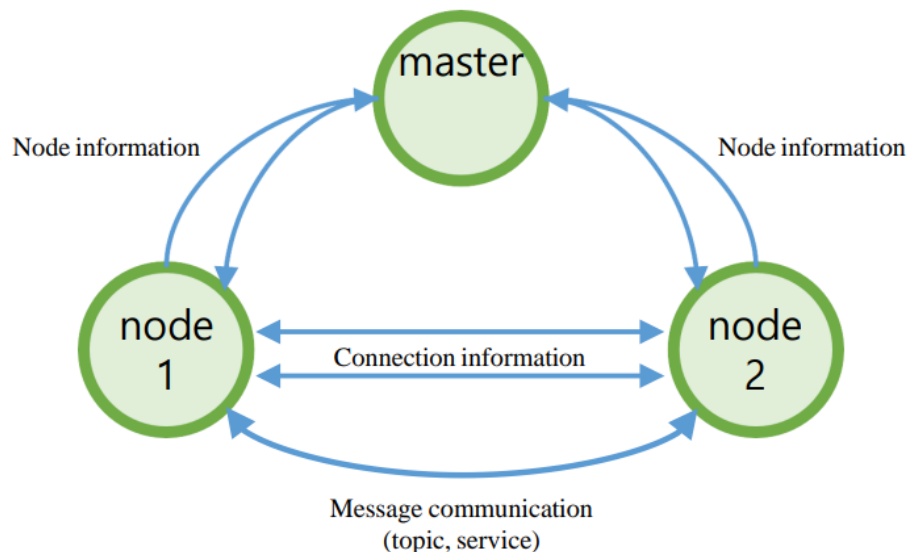 master
Node information
Node information
node
1
node
2
Connection information
Message communication
(topic, service)